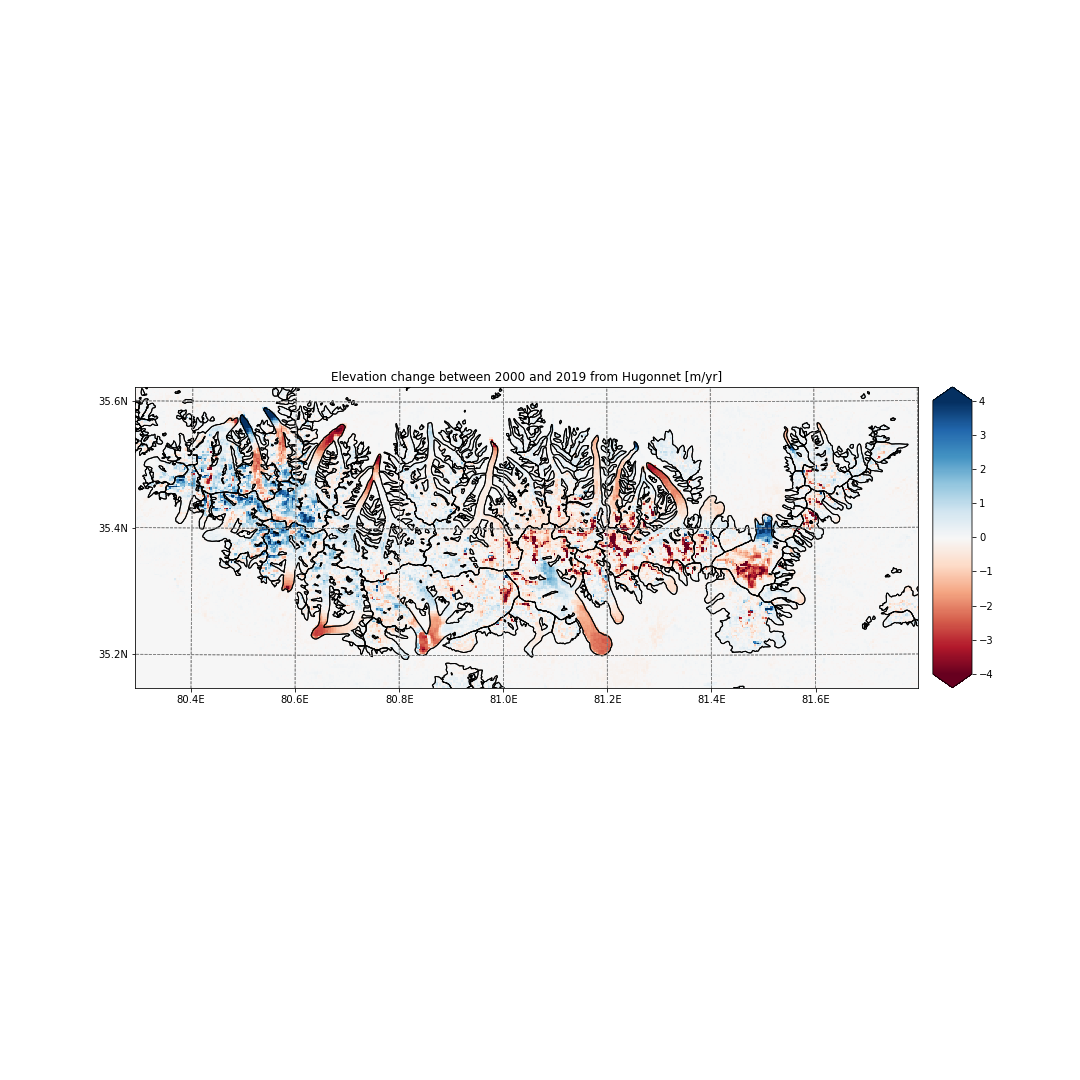 Elevation change between 2000 and 2019 from Hugonnet [m/yr]
35.6N
35.4N
35.2N
80.4E 80.6E 80.8E 81.0E 81.2E 81.4E 81.6E
4
3
2
1
0
−1
−2
−3
−4